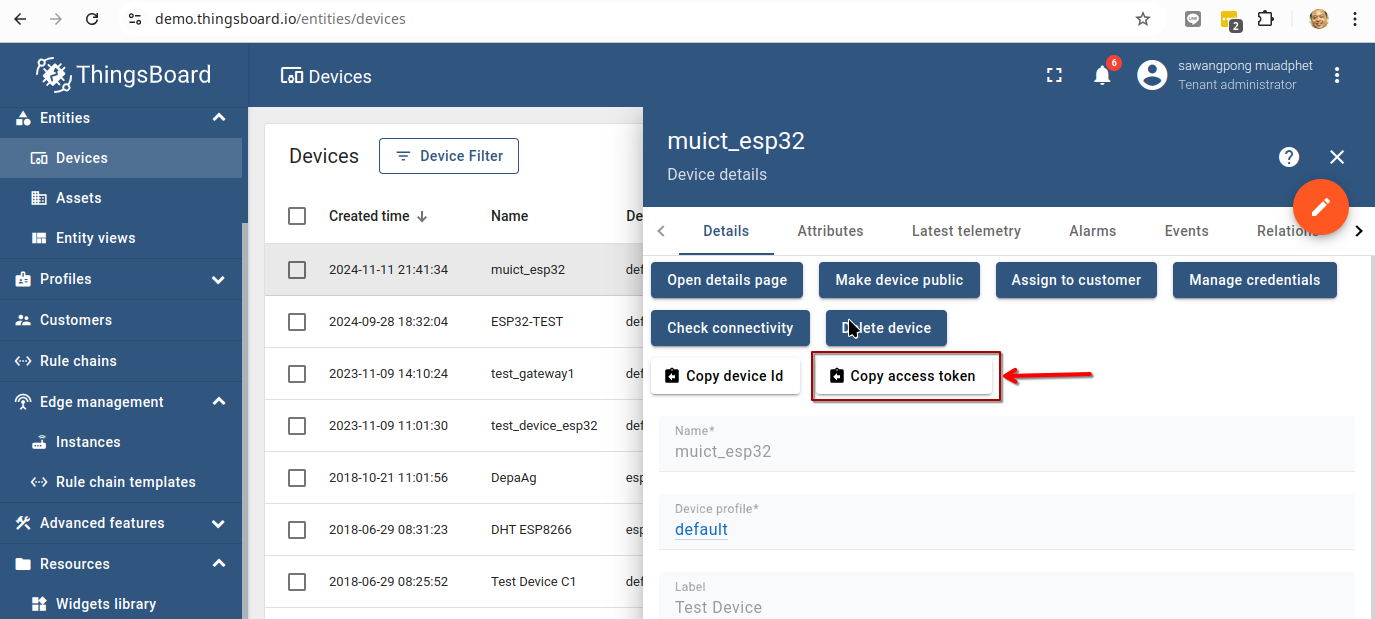 demo.thingsboard.io/entities/devices
2
ThingsBoard
Devices
6
sawangpong muadphet
Tenant administrator
Entities
Devices
Assets
Entity views
Profiles
Customers
Rule chains
Edge management
Instances
Rule chain templates
Advanced features
Resources
Widgets library
Devices
Device Filter
Created time Name De
2024-11-11 21:41:34 muict_esp32 def
2024-09-28 18:32:04 ESP32-TEST def
2023-11-09 14:10:24 test_gateway1 def
2023-11-09 11:01:30 test_device_esp32 def
2018-10-21 11:01:56 DepaAg esp
2018-06-29 08:31:23 DHT ESP8266 esp
2018-06-29 08:25:52 Test Device C1 def
muict_esp32
Device details
?
Details Attributes Latest telemetry Alarms Events Relations
Open details page Make device public Assign to customer Manage credentials
Check connectivity Delete device
Copy device Id Copy access token
Name*
muict_esp32
Device profile*
default
Label
Test Device